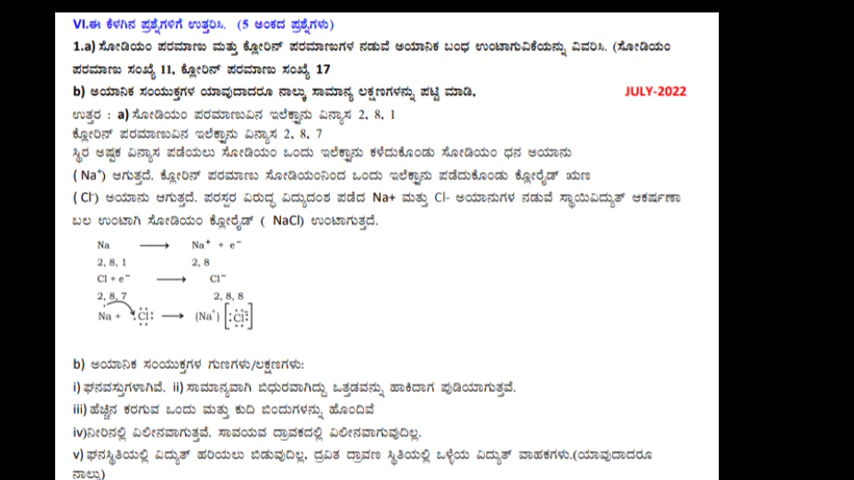 VI.ಈ ಕೆಳಗಿನ ಪ್ರಶ್ನೆಗಳಿಗೆ ಉತ್ತರಿಸಿ. (5 ಅಂಕದ ಪ್ರಶ್ನೆಗಳು)
1.a) ಸೋಡಿಯಂ ಪರಮಾಣು ಮತ್ತು ಕ್ಲೋರಿನ್ ಪರಮಾಣುಗಳ ನಡುವೆ ಅಯಾನಿಕ ಬಂಧ ಉಂಟಾಗುವಿಕೆಯನ್ನು ವಿವರಿಸಿ. (ಸೋಡಿಯಂ
ಪರಮಾಣು ಸಂಖ್ಯೆ 11, ಕ್ಲೋರಿನ್ ಪರಮಾಣು ಸಂಖ್ಯೆ 17
b) ಅಯಾನಿಕ ಸಂಯುಕ್ತಗಳ ಯಾವುದಾದರೂ ನಾಲ್ಕು ಸಾಮಾನ್ಯ ಲಕ್ಷಣಗಳನ್ನು ಪಟ್ಟಿ ಮಾಡಿ, JULY-2022
ಉತ್ತರ : a) ಸೋಡಿಯಂ ಪರಮಾಣುವಿನ ಇಲೆಕ್ಟ್ರಾನು ವಿನ್ಯಾಸ 2, 8, 1
ಕ್ಲೋರಿನ್ ಪರಮಾಣುವಿನ ಇಲೆಕ್ಟ್ರಾನು ವಿನ್ಯಾಸ 2, 8, 7
ಸ್ಥಿರ ಅಷ್ಟಕ ವಿನ್ಯಾಸ ಪಡೆಯಲು ಸೋಡಿಯಂ ಒಂದು ಇಲೆಕ್ಟ್ರಾನು ಕಳೆದುಕೊಂಡು ಸೋಡಿಯಂ ಧನ ಅಯಾನು
( Na⁺) ಆಗುತ್ತದೆ. ಕ್ಲೋರಿನ್ ಪರಮಾಣು ಸೋಡಿಯಂನಿಂದ ಒಂದು ಇಲೆಕ್ಟ್ರಾನು ಪಡೆದುಕೊಂಡು ಕ್ಲೋರೈಡ್ ಋಣ
( Cl⁻) ಅಯಾನು ಆಗುತ್ತದೆ. ಪರಸ್ಪರ ವಿರುದ್ಧ ವಿದ್ಯುದಂಶ ಪಡೆದ Na+ ಮತ್ತು Cl- ಅಯಾನುಗಳ ನಡುವೆ ಸ್ಥಾಯಿವಿದ್ಯುತ್ ಆಕರ್ಷಣಾ
ಬಲ ಉಂಟಾಗಿ ಸೋಡಿಯಂ ಕ್ಲೋರೈಡ್ ( NaCl) ಉಂಟಾಗುತ್ತದೆ.
Na ⟶ Na⁺ + e⁻
2, 8, 1 2, 8
Cl + e⁻ ⟶ Cl⁻
2, 8, 7 2, 8, 8
Na + Cl ⟶ (Na⁺) [Cl⁻]
b) ಅಯಾನಿಕ ಸಂಯುಕ್ತಗಳ ಗುಣಗಳು/ಲಕ್ಷಣಗಳು:
i) ಘನವಸ್ತುಗಳಾಗಿವೆ. ii) ಸಾಮಾನ್ಯವಾಗಿ ಬಿಧುರವಾಗಿದ್ದು ಒತ್ತಡವನ್ನು ಹಾಕಿದಾಗ ಪುಡಿಯಾಗುತ್ತವೆ.
iii) ಹೆಚ್ಚಿನ ಕರಗುವ ಒಂದು ಮತ್ತು ಕುದಿ ಬಿಂದುಗಳನ್ನು ಹೊಂದಿವೆ
iv)ನೀರಿನಲ್ಲಿ ವಿಲೀನವಾಗುತ್ತವೆ. ಸಾವಯವ ದ್ರಾವಕದಲ್ಲಿ ವಿಲೀನವಾಗುವುದಿಲ್ಲ.
v) ಘನಸ್ಥಿತಿಯಲ್ಲಿ ವಿದ್ಯುತ್ ಹರಿಯಲು ಬಿಡುವುದಿಲ್ಲ, ದ್ರವಿತ ದ್ರಾವಣ ಸ್ಥಿತಿಯಲ್ಲಿ ಒಳ್ಳೆಯ ವಿದ್ಯುತ್ ವಾಹಕಗಳು.(ಯಾವುದಾದರೂ
ನಾಲ್ಕು)